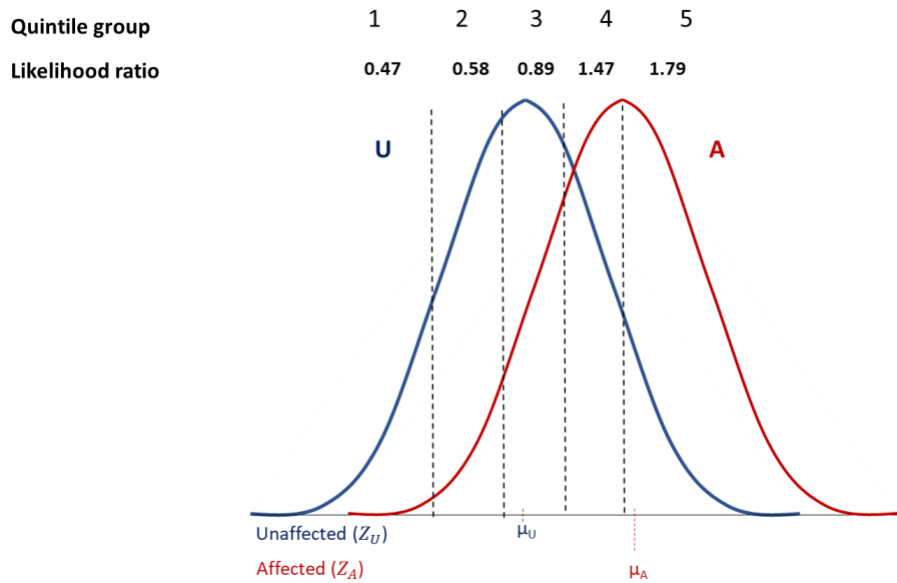 Quintile group 1 2 3 4 5
Likelihood ratio 0.47 0.58 0.89 1.47 1.79
U A
Unaffected (Z_U) μ_U
Affected (Z_A) μ_A